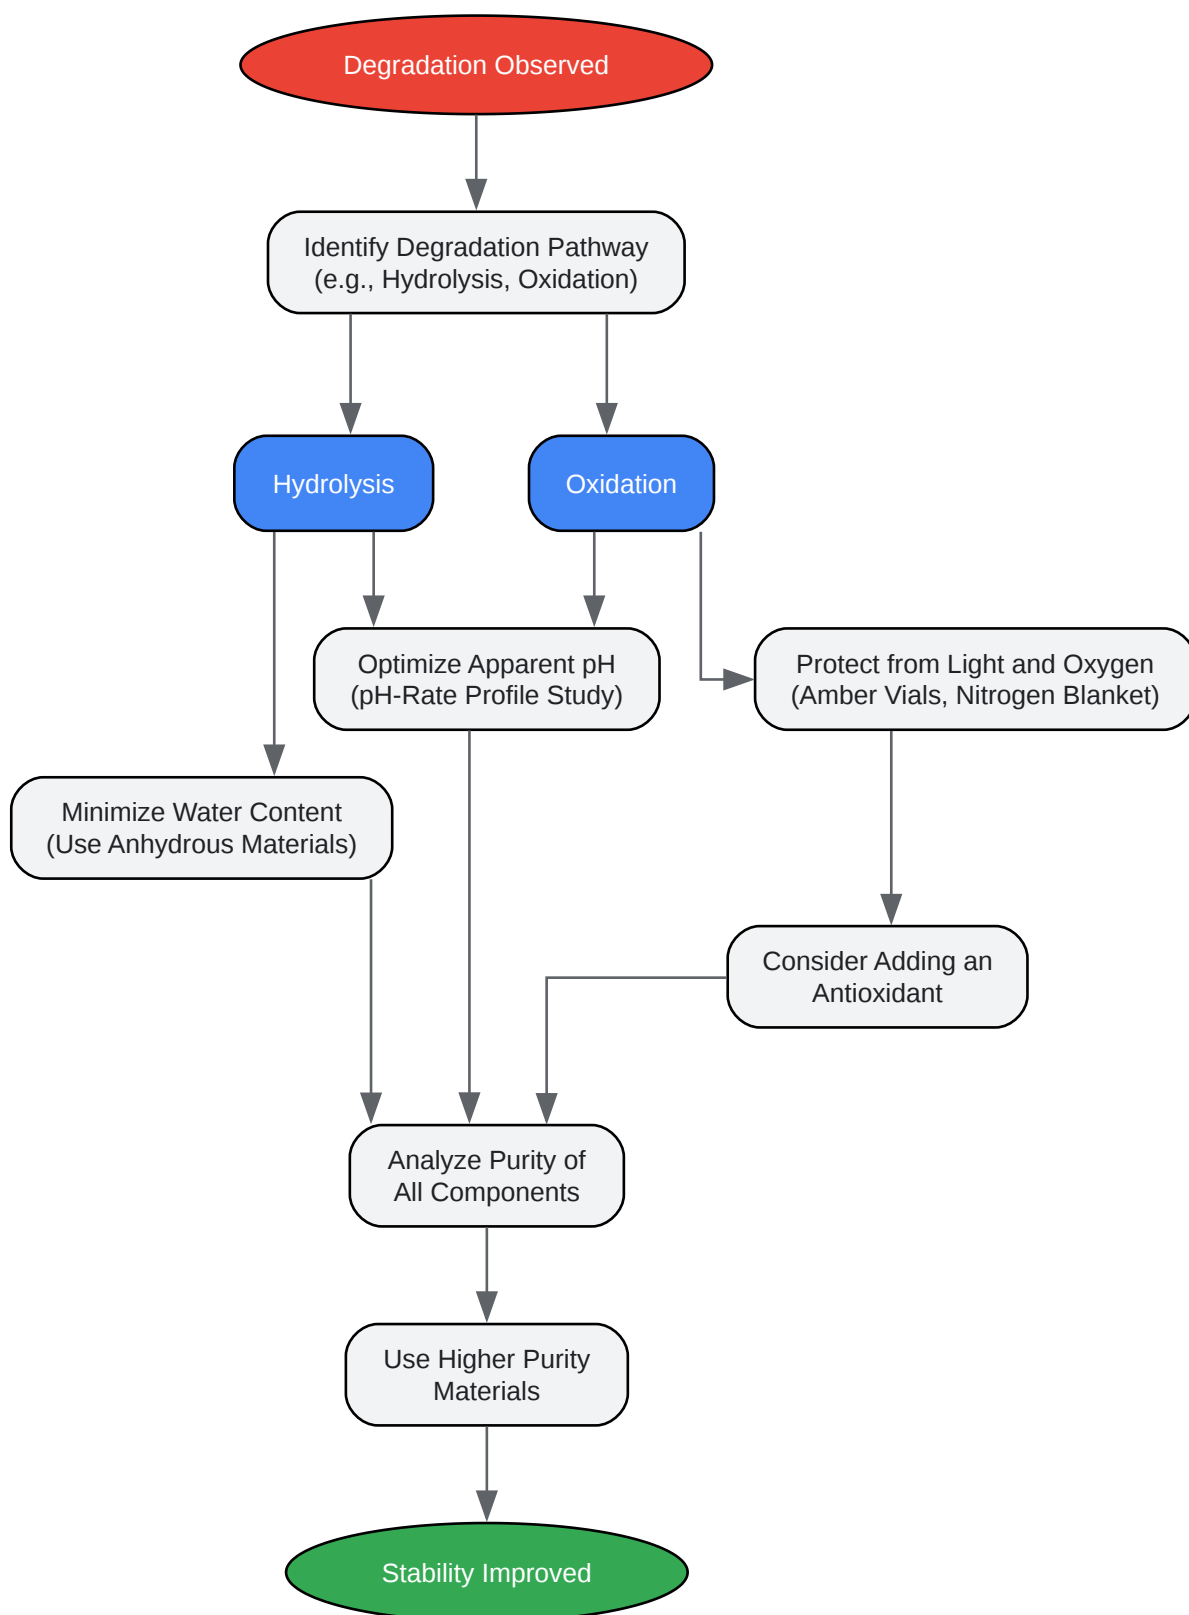 Degradation Observed
Identify Degradation Pathway
(e.g., Hydrolysis, Oxidation)
Hydrolysis
Oxidation
Optimize Apparent pH
(pH-Rate Profile Study)
Protect from Light and Oxygen
(Amber Vials, Nitrogen Blanket)
Minimize Water Content
(Use Anhydrous Materials)
Consider Adding an
Antioxidant
Analyze Purity of
All Components
Use Higher Purity
Materials
Stability Improved